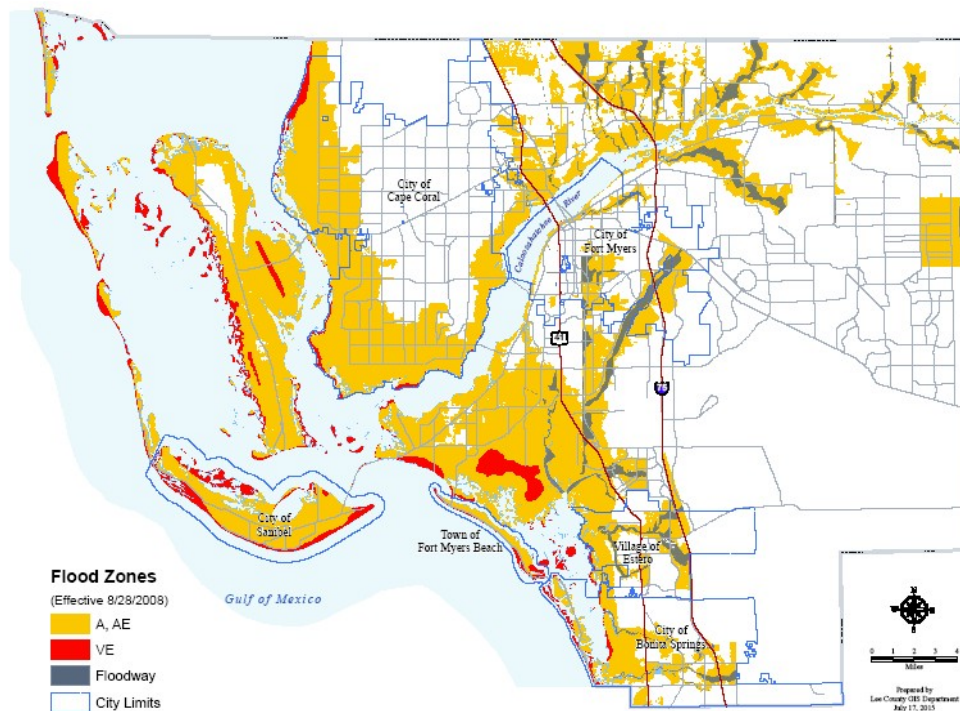 City of
Cape Coral
Caloosahatchee
River
City of
Fort Myers
41
75
City of
Sanibel
Town of
Fort Myers Beach
Village of
Estero
City of
Bonita Springs
Gulf of Mexico
Flood Zones
(Effective 8/28/2008)
A, AE
VE
Floodway
City Limits
N
W
E
S
0 1 2 3 4
Miles
Prepared by
Lee County GIS Department
July 17, 2015